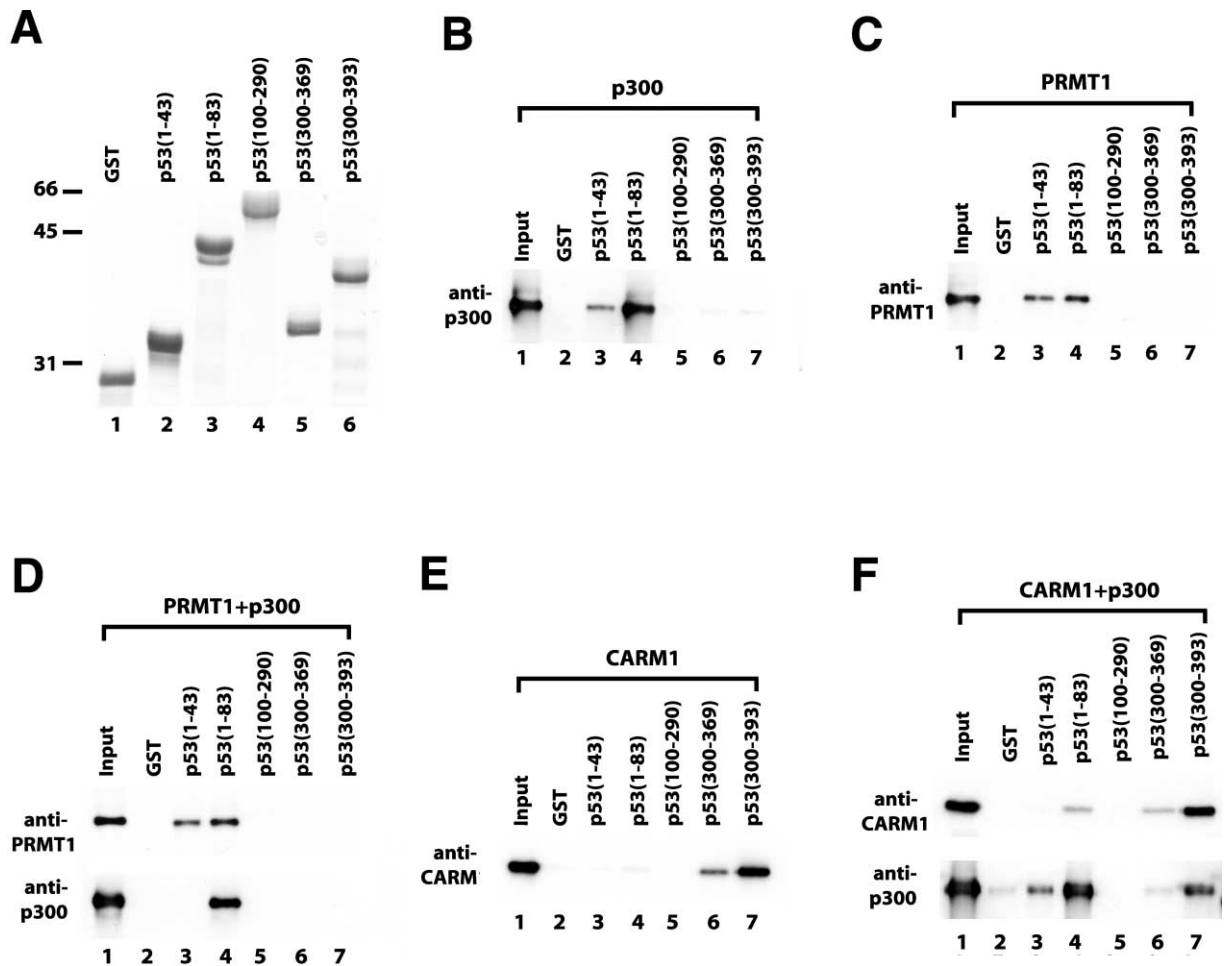 A
GST
p53(1-43)
p53(1-83)
p53(100-290)
p53(300-369)
p53(300-393)
66
45
31
1 2 3 4 5 6
B
p300
Input
GST
p53(1-43)
p53(1-83)
p53(100-290)
p53(300-369)
p53(300-393)
anti-
p300
1 2 3 4 5 6 7
C
PRMT1
Input
GST
p53(1-43)
p53(1-83)
p53(100-290)
p53(300-369)
p53(300-393)
anti-
PRMT1
1 2 3 4 5 6 7
D
PRMT1+p300
Input
GST
p53(1-43)
p53(1-83)
p53(100-290)
p53(300-369)
p53(300-393)
anti-
PRMT1
anti-
p300
1 2 3 4 5 6 7
E
CARM1
Input
GST
p53(1-43)
p53(1-83)
p53(100-290)
p53(300-369)
p53(300-393)
anti-
CARM
1 2 3 4 5 6 7
F
CARM1+p300
Input
GST
p53(1-43)
p53(1-83)
p53(100-290)
p53(300-369)
p53(300-393)
anti-
CARM1
anti-
p300
1 2 3 4 5 6 7